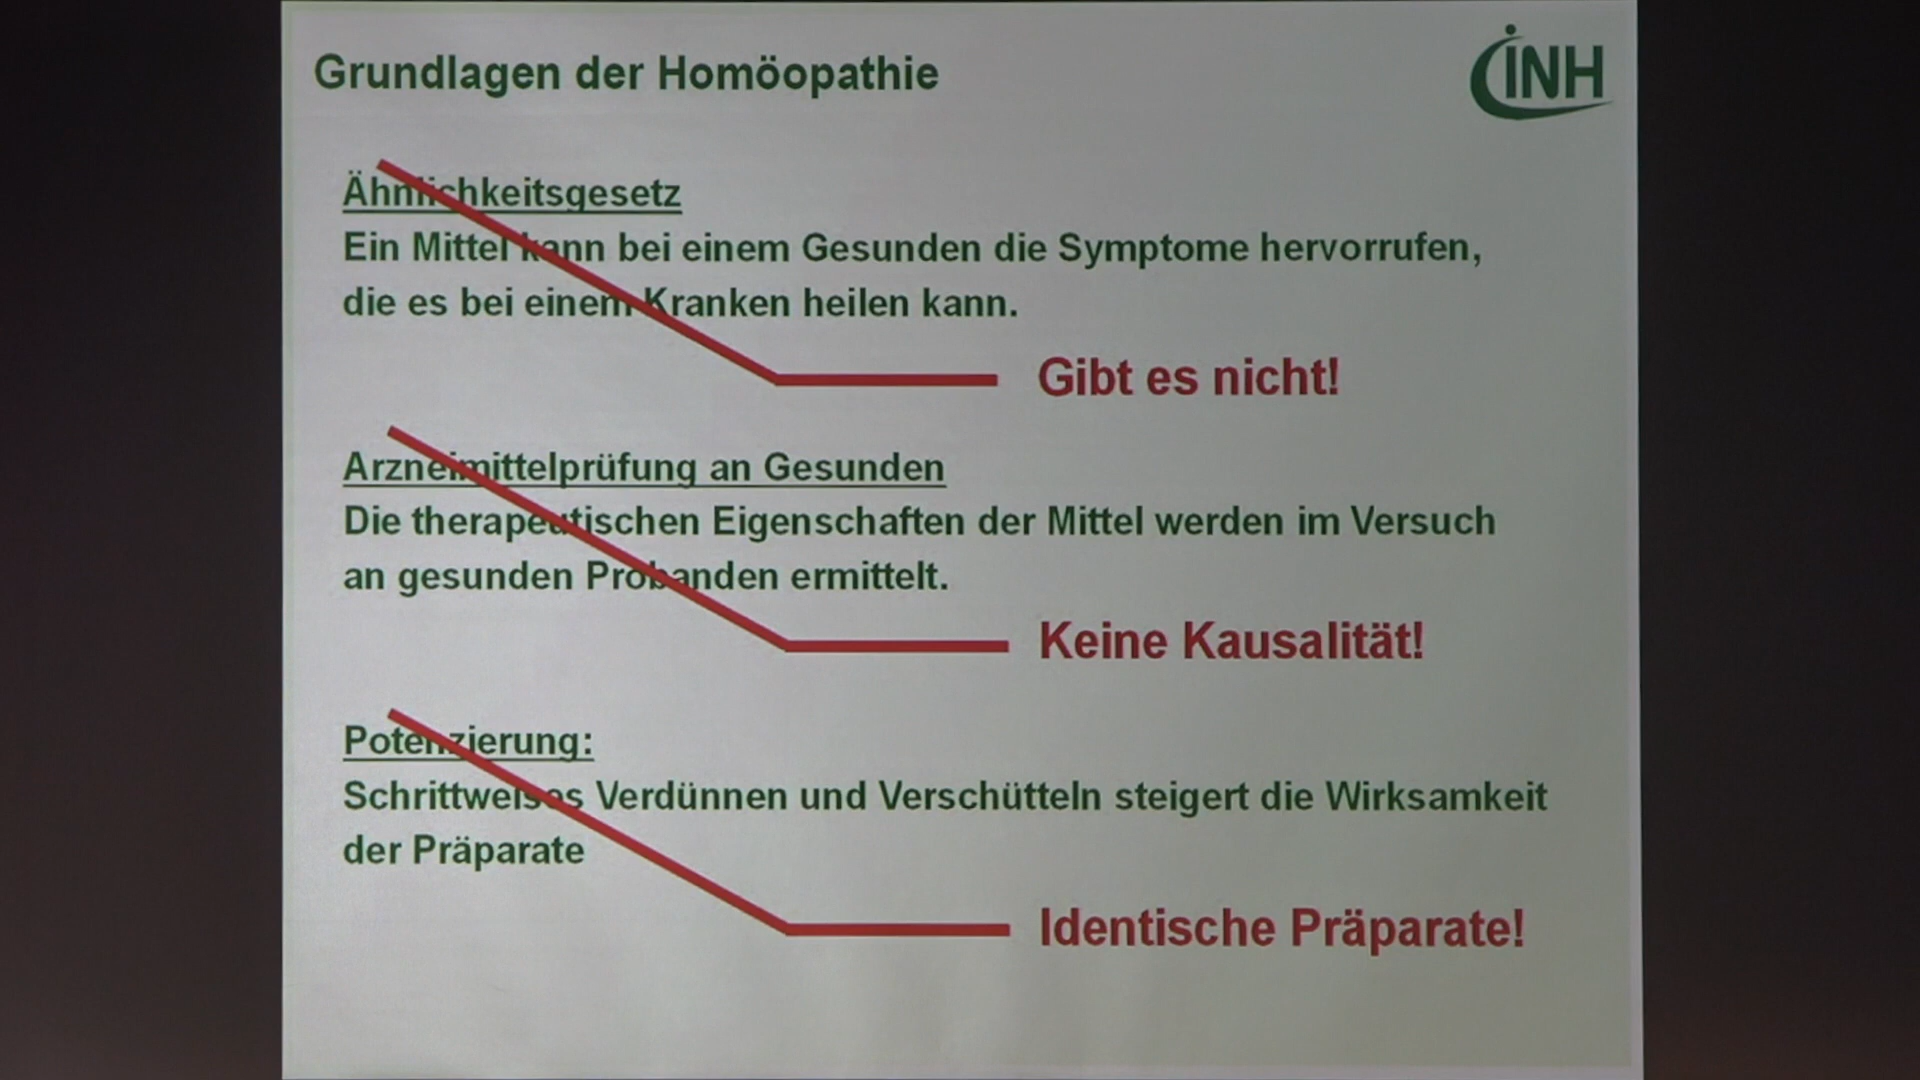 Grundlagen der Homöopathie
INH
Ähnlichkeitsgesetz
Ein Mittel kann bei einem Gesunden die Symptome hervorrufen,
die es bei einem Kranken heilen kann.
Gibt es nicht!
Arzneimittelprüfung an Gesunden
Die therapeutischen Eigenschaften der Mittel werden im Versuch
an gesunden Probanden ermittelt.
Keine Kausalität!
Potenzierung:
Schrittweises Verdünnen und Verschütteln steigert die Wirksamkeit
der Präparate
Identische Präparate!